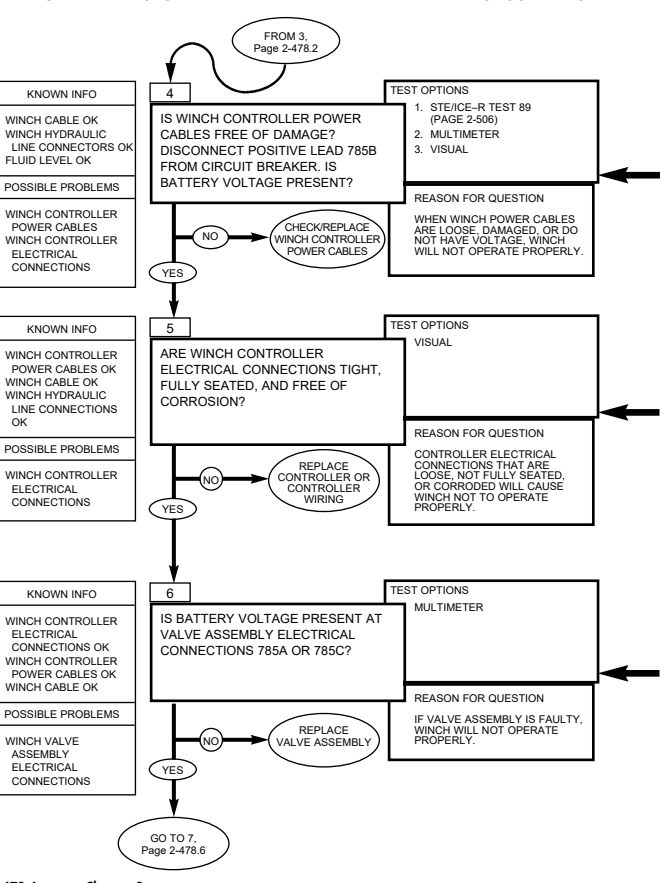 FROM 3,
Page 2-478.2
KNOWN INFO
WINCH CABLE OK
WINCH HYDRAULIC
LINE CONNECTORS OK
FLUID LEVEL OK
POSSIBLE PROBLEMS
WINCH CONTROLLER
POWER CABLES
WINCH CONTROLLER
ELECTRICAL
CONNECTIONS
4
IS WINCH CONTROLLER POWER
CABLES FREE OF DAMAGE?
DISCONNECT POSITIVE LEAD 785B
FROM CIRCUIT BREAKER. IS
BATTERY VOLTAGE PRESENT?
TEST OPTIONS
1. STE/ICE–R TEST 89
(PAGE 2-506)
2. MULTIMETER
3. VISUAL
REASON FOR QUESTION
WHEN WINCH POWER CABLES
ARE LOOSE, DAMAGED, OR DO
NOT HAVE VOLTAGE, WINCH
WILL NOT OPERATE PROPERLY.
NO
CHECK/REPLACE
WINCH CONTROLLER
POWER CABLES
YES
KNOWN INFO
WINCH CONTROLLER
POWER CABLES OK
WINCH CABLE OK
WINCH HYDRAULIC
LINE CONNECTIONS
OK
POSSIBLE PROBLEMS
WINCH CONTROLLER
ELECTRICAL
CONNECTIONS
5
ARE WINCH CONTROLLER
ELECTRICAL CONNECTIONS TIGHT,
FULLY SEATED, AND FREE OF
CORROSION?
TEST OPTIONS
VISUAL
REASON FOR QUESTION
CONTROLLER ELECTRICAL
CONNECTIONS THAT ARE
LOOSE, NOT FULLY SEATED,
OR CORRODED WILL CAUSE
WINCH NOT TO OPERATE
PROPERLY.
NO
REPLACE
CONTROLLER OR
CONTROLLER
WIRING
YES
KNOWN INFO
WINCH CONTROLLER
ELECTRICAL
CONNECTIONS OK
WINCH CONTROLLER
POWER CABLES OK
WINCH CABLE OK
POSSIBLE PROBLEMS
WINCH VALVE
ASSEMBLY
ELECTRICAL
CONNECTIONS
6
IS BATTERY VOLTAGE PRESENT AT
VALVE ASSEMBLY ELECTRICAL
CONNECTIONS 785A OR 785C?
TEST OPTIONS
MULTIMETER
REASON FOR QUESTION
IF VALVE ASSEMBLY IS FAULTY,
WINCH WILL NOT OPERATE
PROPERLY.
NO
REPLACE
VALVE ASSEMBLY
YES
GO TO 7,
Page 2-478.6